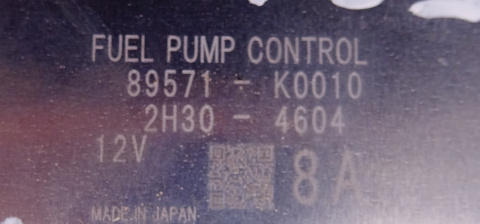 FUEL PUMP CONTROL
89571 - K0010
2H30 - 4604
12V
8A
MADE IN JAPAN